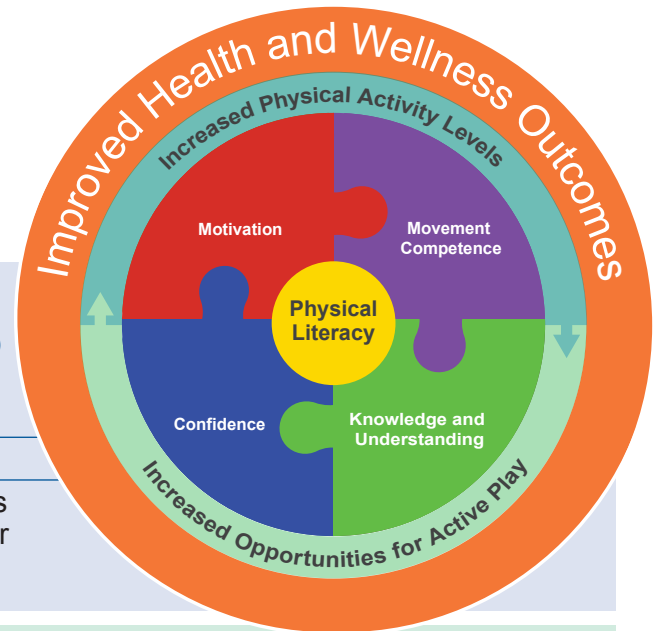 Improved Health and Wellness Outcomes
Increased Physical Activity Levels
Motivation
Movement
Competence
Physical
Literacy
Confidence
Knowledge and
Understanding
Increased Opportunities for Active Play
s
r